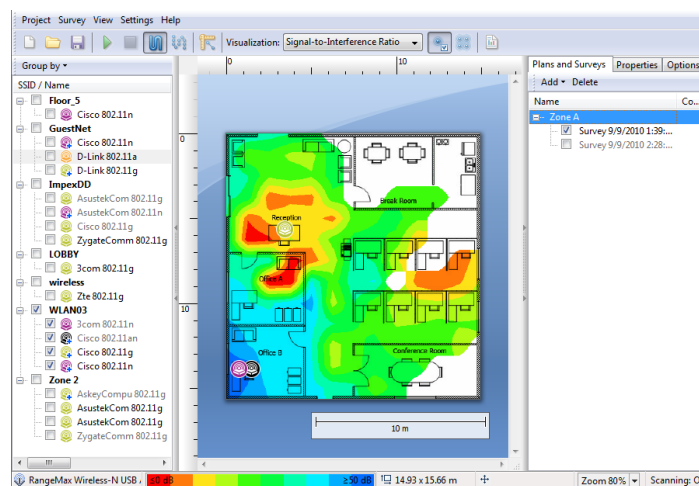 Project Survey View Settings Help
Visualization: Signal-to-Interference Ratio
Group by
SSID / Name
Floor_5
Cisco 802.11n
GuestNet
Cisco 802.11n
D-Link 802.11a
D-Link 802.11g
ImpexDD
AsustekCom 802.11g
AsustekCom 802.11n
Cisco 802.11g
ZygateComm 802.11g
LOBBY
3com 802.11g
wireless
Zte 802.11g
WLAN03
3com 802.11n
Cisco 802.11an
Cisco 802.11g
Cisco 802.11n
Zone 2
AskeyCompu 802.11g
AsustekCom 802.11g
AsustekCom 802.11g
ZygateComm 802.11g
0 10
0
10
Reception
Break Room
Office A
Office B
Conference Room
10 m
Plans and Surveys Properties Options
Add Delete
Name Co...
Zone A
Survey 9/9/2010 1:39:...
Survey 9/9/2010 2:28:...
RangeMax Wireless-N USB ≤0 dB ≥50 dB 14.93 x 15.66 m Zoom 80% Scanning: